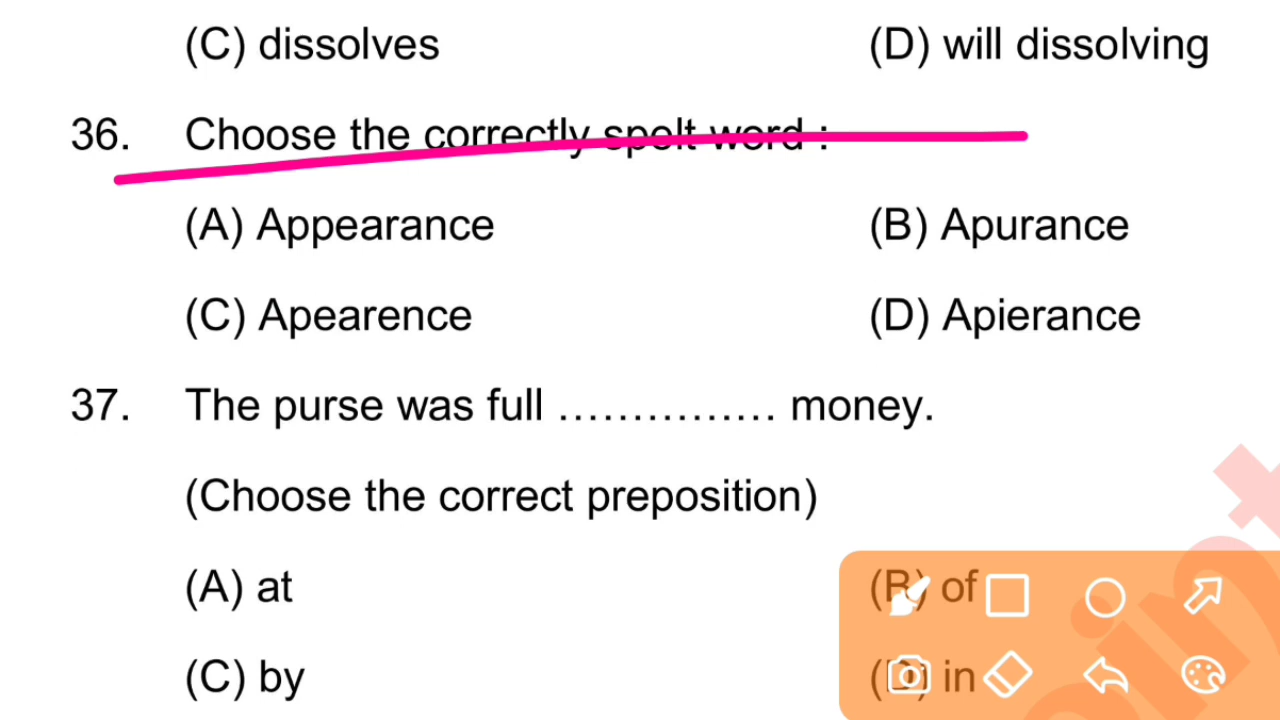 (C) dissolves (D) will dissolving
36. Choose the correctly spelt word :
(A) Appearance (B) Apurance
(C) Apearence (D) Apierance
37. The purse was full ............... money.
(Choose the correct preposition)
(A) at (B) of
(C) by (D) in